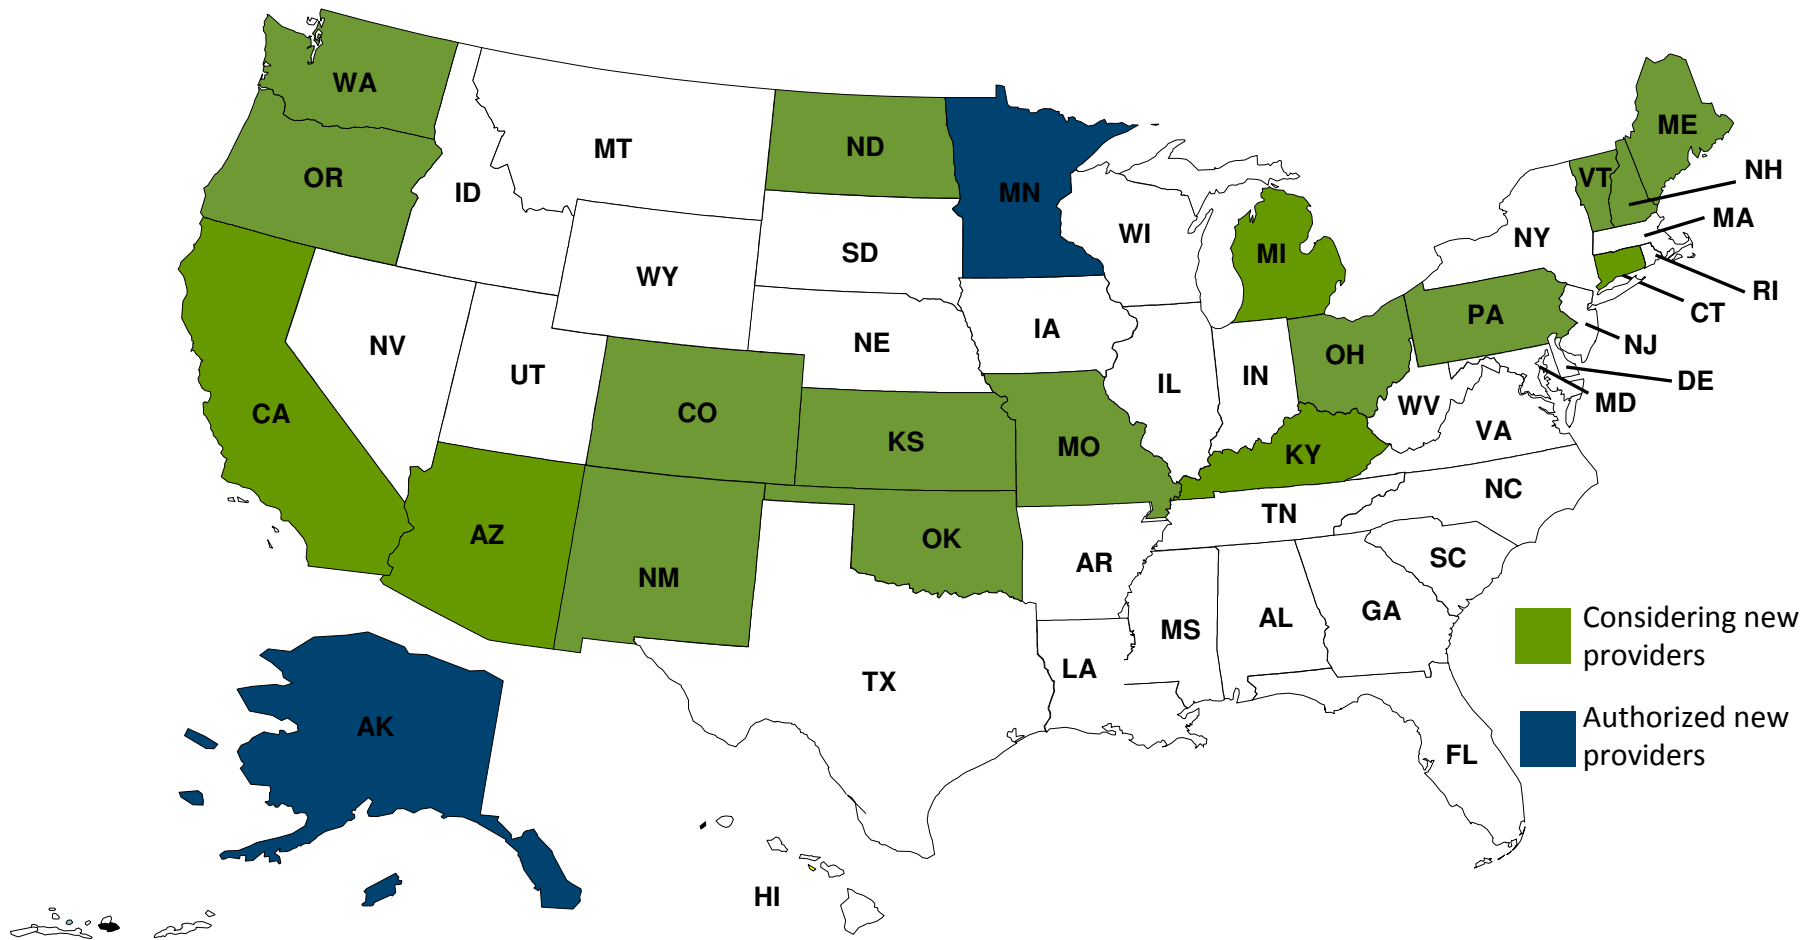 WA
ME
ND
MT
NH
VT
OR
ID
MN
MA
WI
NY
SD
MI
WY
RI
CT
PA
IA
NE
NV
NJ
OH
UT
IN
DE
IL
MD
WV
CO
CA
VA
KS
MO
KY
NC
TN
AZ
OK
SC
AR
NM
GA
AL
Considering new
providers
MS
LA
TX
Authorized new
providers
AK
FL
HI